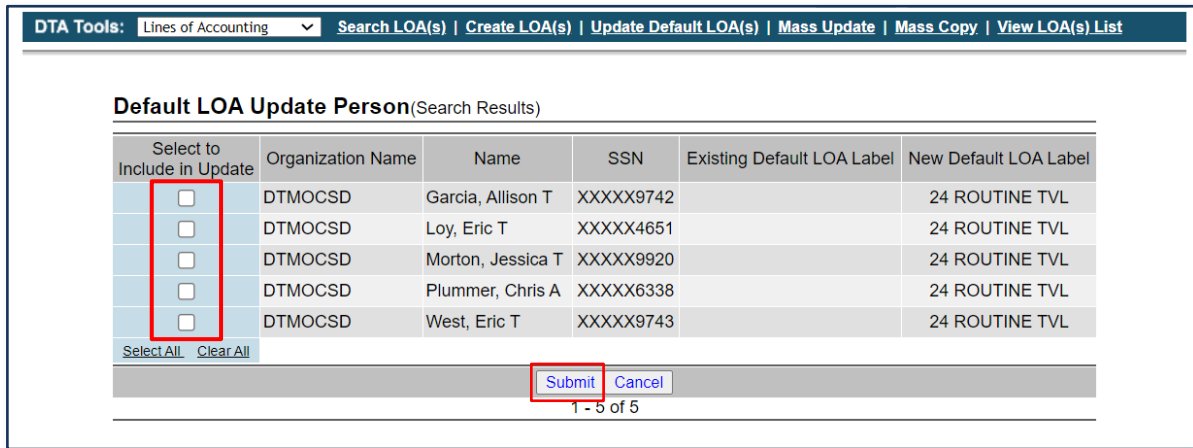 DTA Tools: Lines of Accounting Search LOA(s) | Create LOA(s) | Update Default LOA(s) | Mass Update | Mass Copy | View LOA(s) List
Default LOA Update Person(Search Results)
Select to Include in Update Organization Name Name SSN Existing Default LOA Label New Default LOA Label
DTMOCSD Garcia, Allison T XXXXX9742 24 ROUTINE TVL
DTMOCSD Loy, Eric T XXXXX4651 24 ROUTINE TVL
DTMOCSD Morton, Jessica T XXXXX9920 24 ROUTINE TVL
DTMOCSD Plummer, Chris A XXXXX6338 24 ROUTINE TVL
DTMOCSD West, Eric T XXXXX9743 24 ROUTINE TVL
Select All Clear All
Submit Cancel
1 - 5 of 5